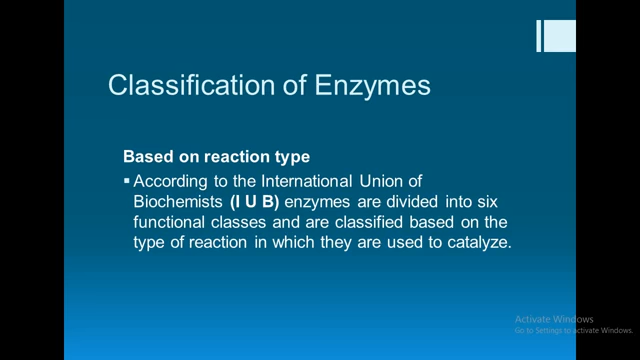 Classification of Enzymes
Based on reaction type
▪ According to the International Union of
Biochemists (I U B) enzymes are divided into six
functional classes and are classified based on the
type of reaction in which they are used to catalyze.
Activate Windows
Go to Settings to activate Windows.